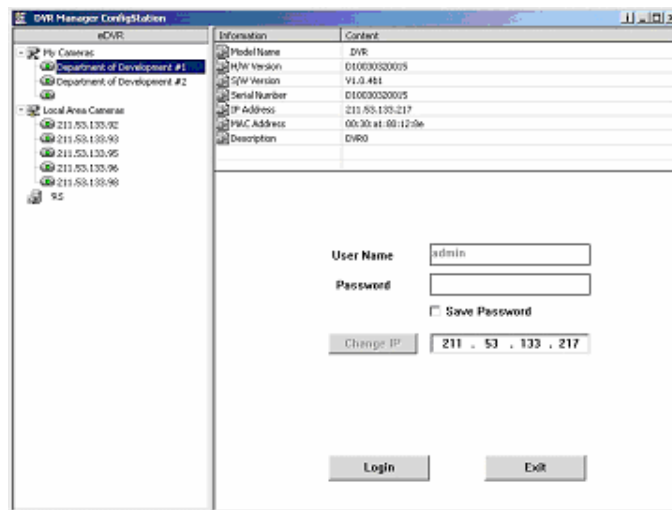 DVR Manager ConfigStation
eDVR
My Cameras
Department of Development #1
Department of Development #2
Local Area Cameras
211.53.133.92
211.53.133.93
211.53.133.95
211.53.133.96
211.53.133.98
Information Content
Model Name DVR
H/W Version 010030320015
S/W Version V1.0.4b1
Serial Number 010030320015
IP Address 211.53.133.217
MAC Address
Description DVR0
User Name admin
Password
Save Password
Change IP 211 . 53 . 133 . 217
Login Exit